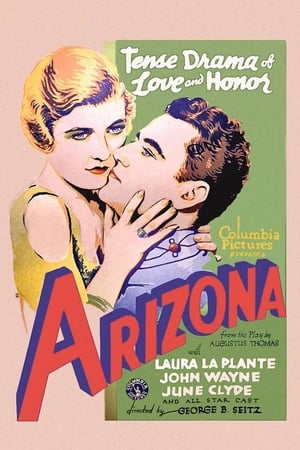 Tense Drama of
Love and Honor
Columbia
Pictures
presents
ARIZONA
From the Play by
AUGUSTUS THOMAS
with
LAURA LA PLANTE
JOHN WAYNE
JUNE CLYDE
AND ALL STAR CAST
directed by GEORGE B. SEITZ